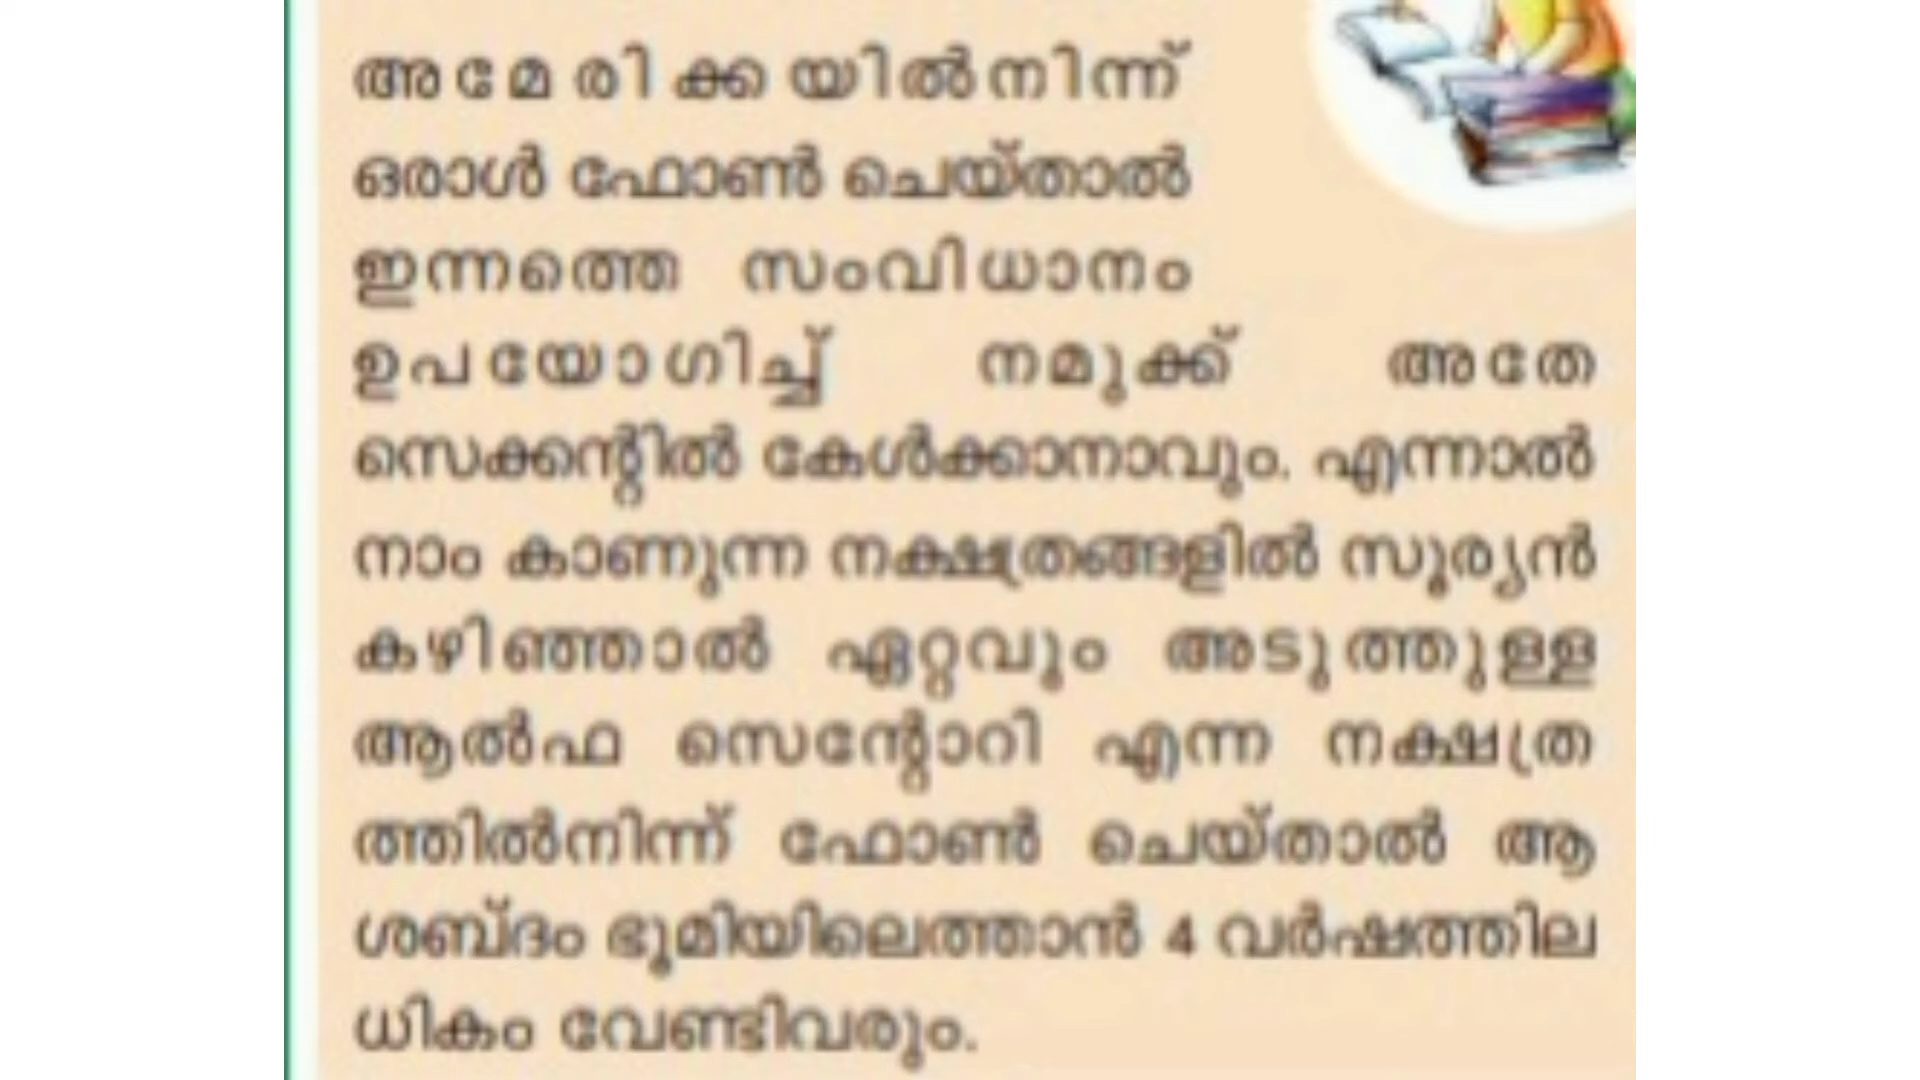 അമേരിക്കയിൽനിന്ന്
ഒരാൾ ഫോൺ ചെയ്താൽ
ഇന്നത്തെ സംവിധാനം
ഉപയോഗിച്ച് നമുക്ക് അതേ
സെക്കന്റിൽ കേൾക്കാനാവും. എന്നാൽ
നാം കാണുന്ന നക്ഷത്രങ്ങളിൽ സൂര്യൻ
കഴിഞ്ഞാൽ ഏറ്റവും അടുത്തുള്ള
ആൽഫ സെന്റോറി എന്ന നക്ഷത്ര
ത്തിൽനിന്ന് ഫോൺ ചെയ്താൽ ആ
ശബ്ദം ഭൂമിയിലെത്താൻ 4 വർഷത്തില
ധികം വേണ്ടിവരും.